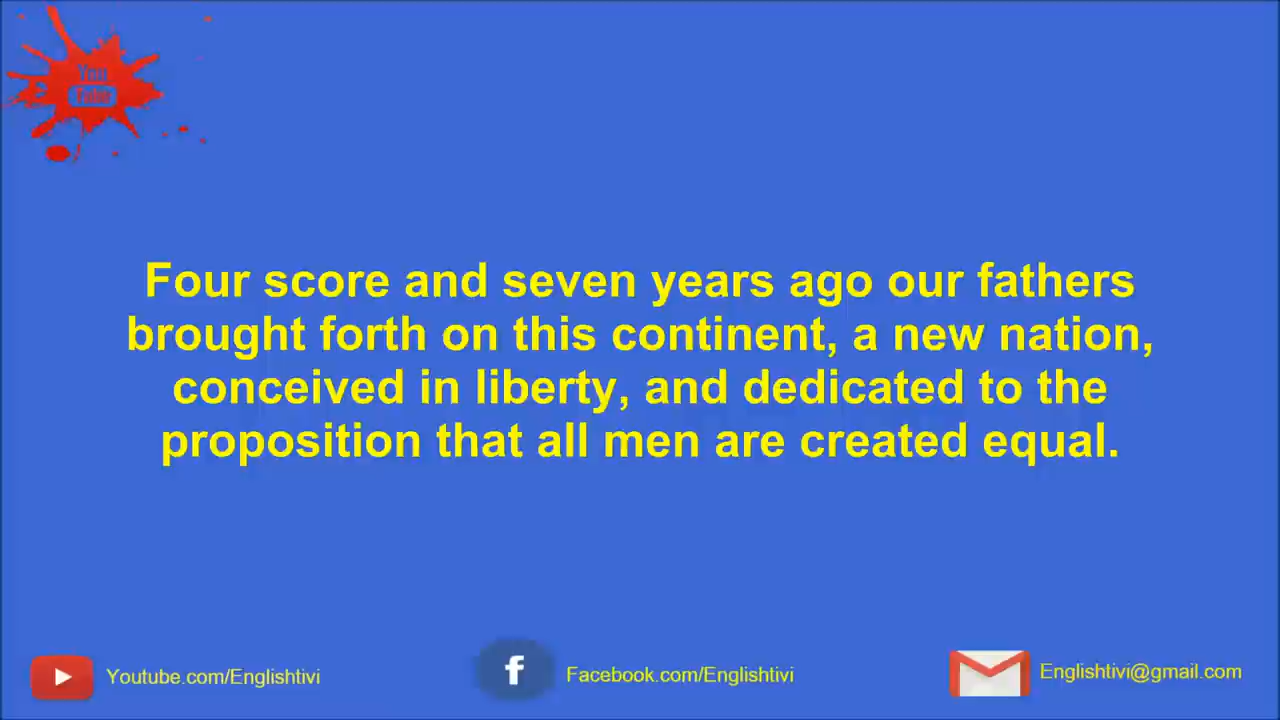 You
Tube
Four score and seven years ago our fathers
brought forth on this continent, a new nation,
conceived in liberty, and dedicated to the
proposition that all men are created equal.
Youtube.com/Englishtivi
f
Facebook.com/Englishtivi
Englishtivi@gmail.com